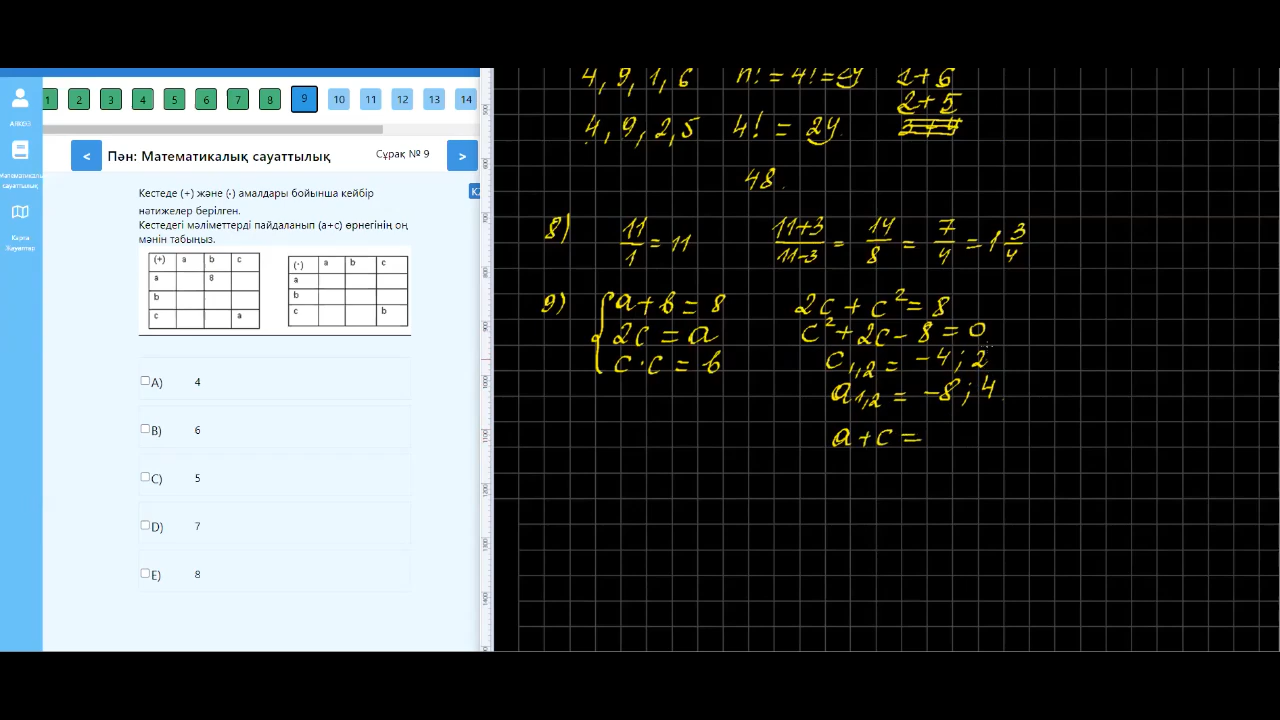 1 2 3 4 5 6 7 8 9 10 11 12 13 14
< Пән: Математикалық сауаттылық Сұрақ № 9 >
Математикалық
сауаттылық
Карта
Кестеде (+) және (·) амалдары бойынша кейбір
нәтижелер берілген.
Кестедегі мәліметтерді пайдаланып (a+c) өрнегінің оң
мәнін табыңыз.
(+) a b c
a 8
b
c a
(·) a b c
a
b
c b
A) 4
B) 6
C) 5
D) 7
E) 8
4, 9, 1, 6 n! = 4! = 24 1+6
2+5
4, 9, 2, 5 4! = 24. 2+4
48.
8) 11/1 = 11 11+3/11-3 = 14/8 = 7/4 = 1 3/4
9) a + b = 8 2c + c² = 8
2c = a c² + 2c - 8 = 0
c · c = b c1,2 = -4; 2
a1,2 = -8; 4.
a + c =